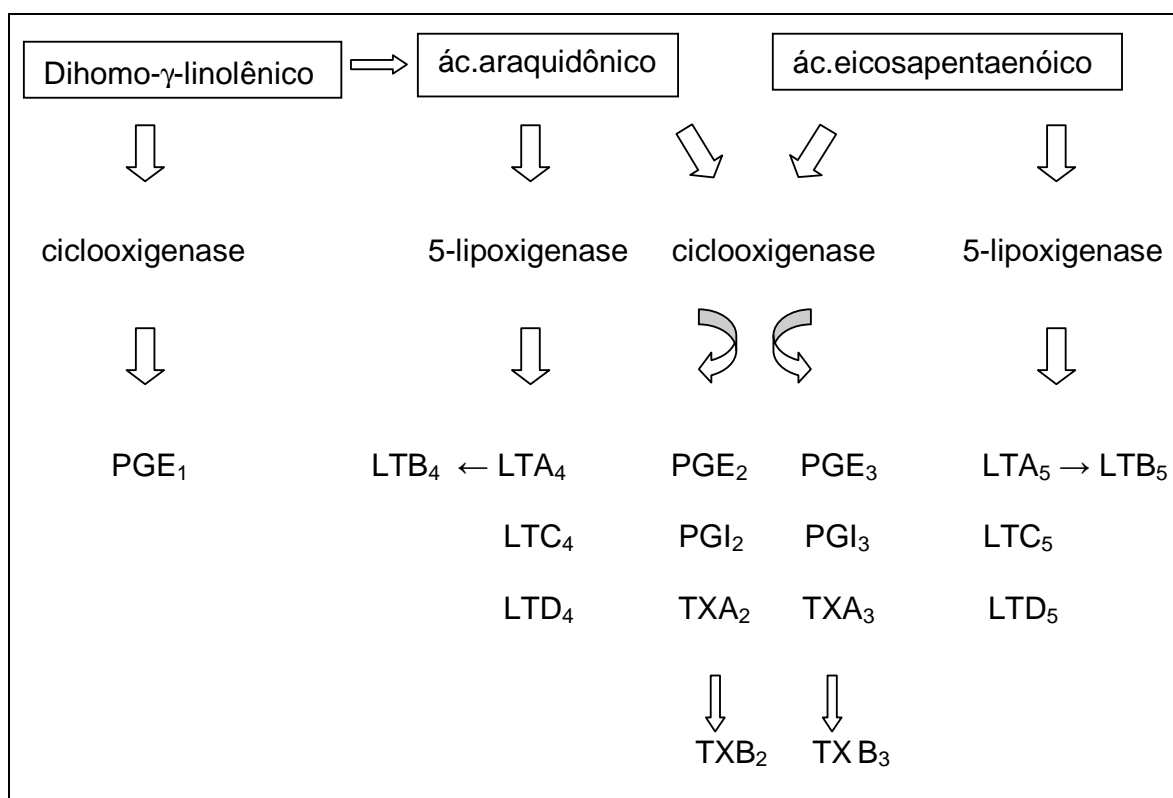 Dihomo-γ-linolênico ác.araquidônico ác.eicosapentaenóico
ciclooxigenase 5-lipoxigenase ciclooxigenase 5-lipoxigenase
PGE₁ LTB₄ ← LTA₄ PGE₂ PGE₃ LTA₅ → LTB₅
LTC₄ PGI₂ PGI₃ LTC₅
LTD₄ TXA₂ TXA₃ LTD₅
TXB₂ TX B₃